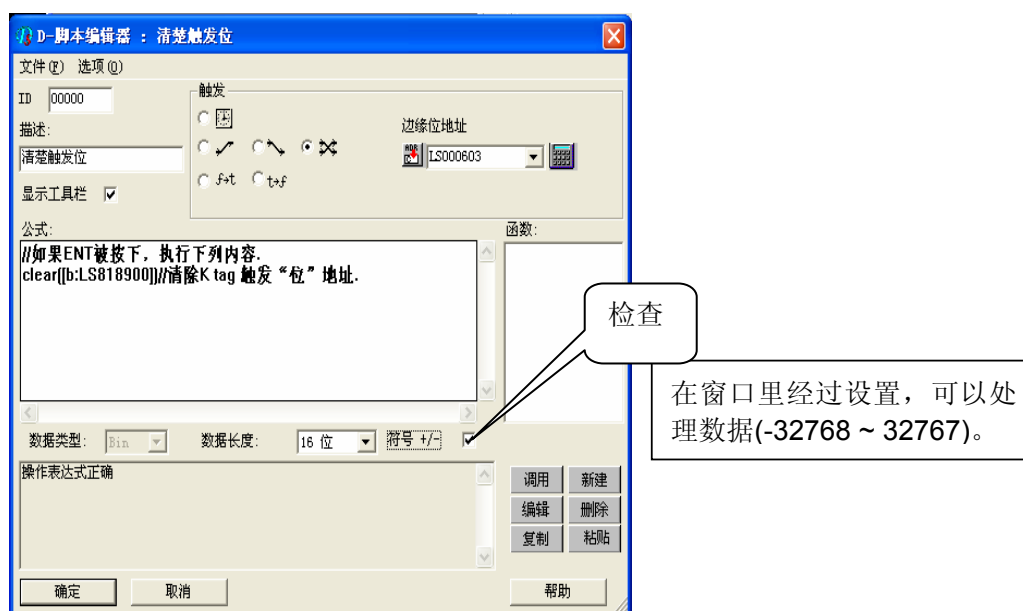 D-脚本编辑器 : 清楚触发位
文件(F) 选项(O)
ID 00000
触发
描述:
边缘位地址
LS000603
清楚触发位
f→t t→f
显示工具栏
公式:
函数:
//如果ENT被按下，执行下列内容.
clear([b:LS818900])//清除K tag 触发“位”地址.
检查
在窗口里经过设置，可以处
理数据(-32768 ~ 32767)。
数据类型: Bin 数据长度: 16 位 符号 +/-
操作表达式正确
调用 新建
编辑 删除
复制 粘贴
确定 取消 帮助